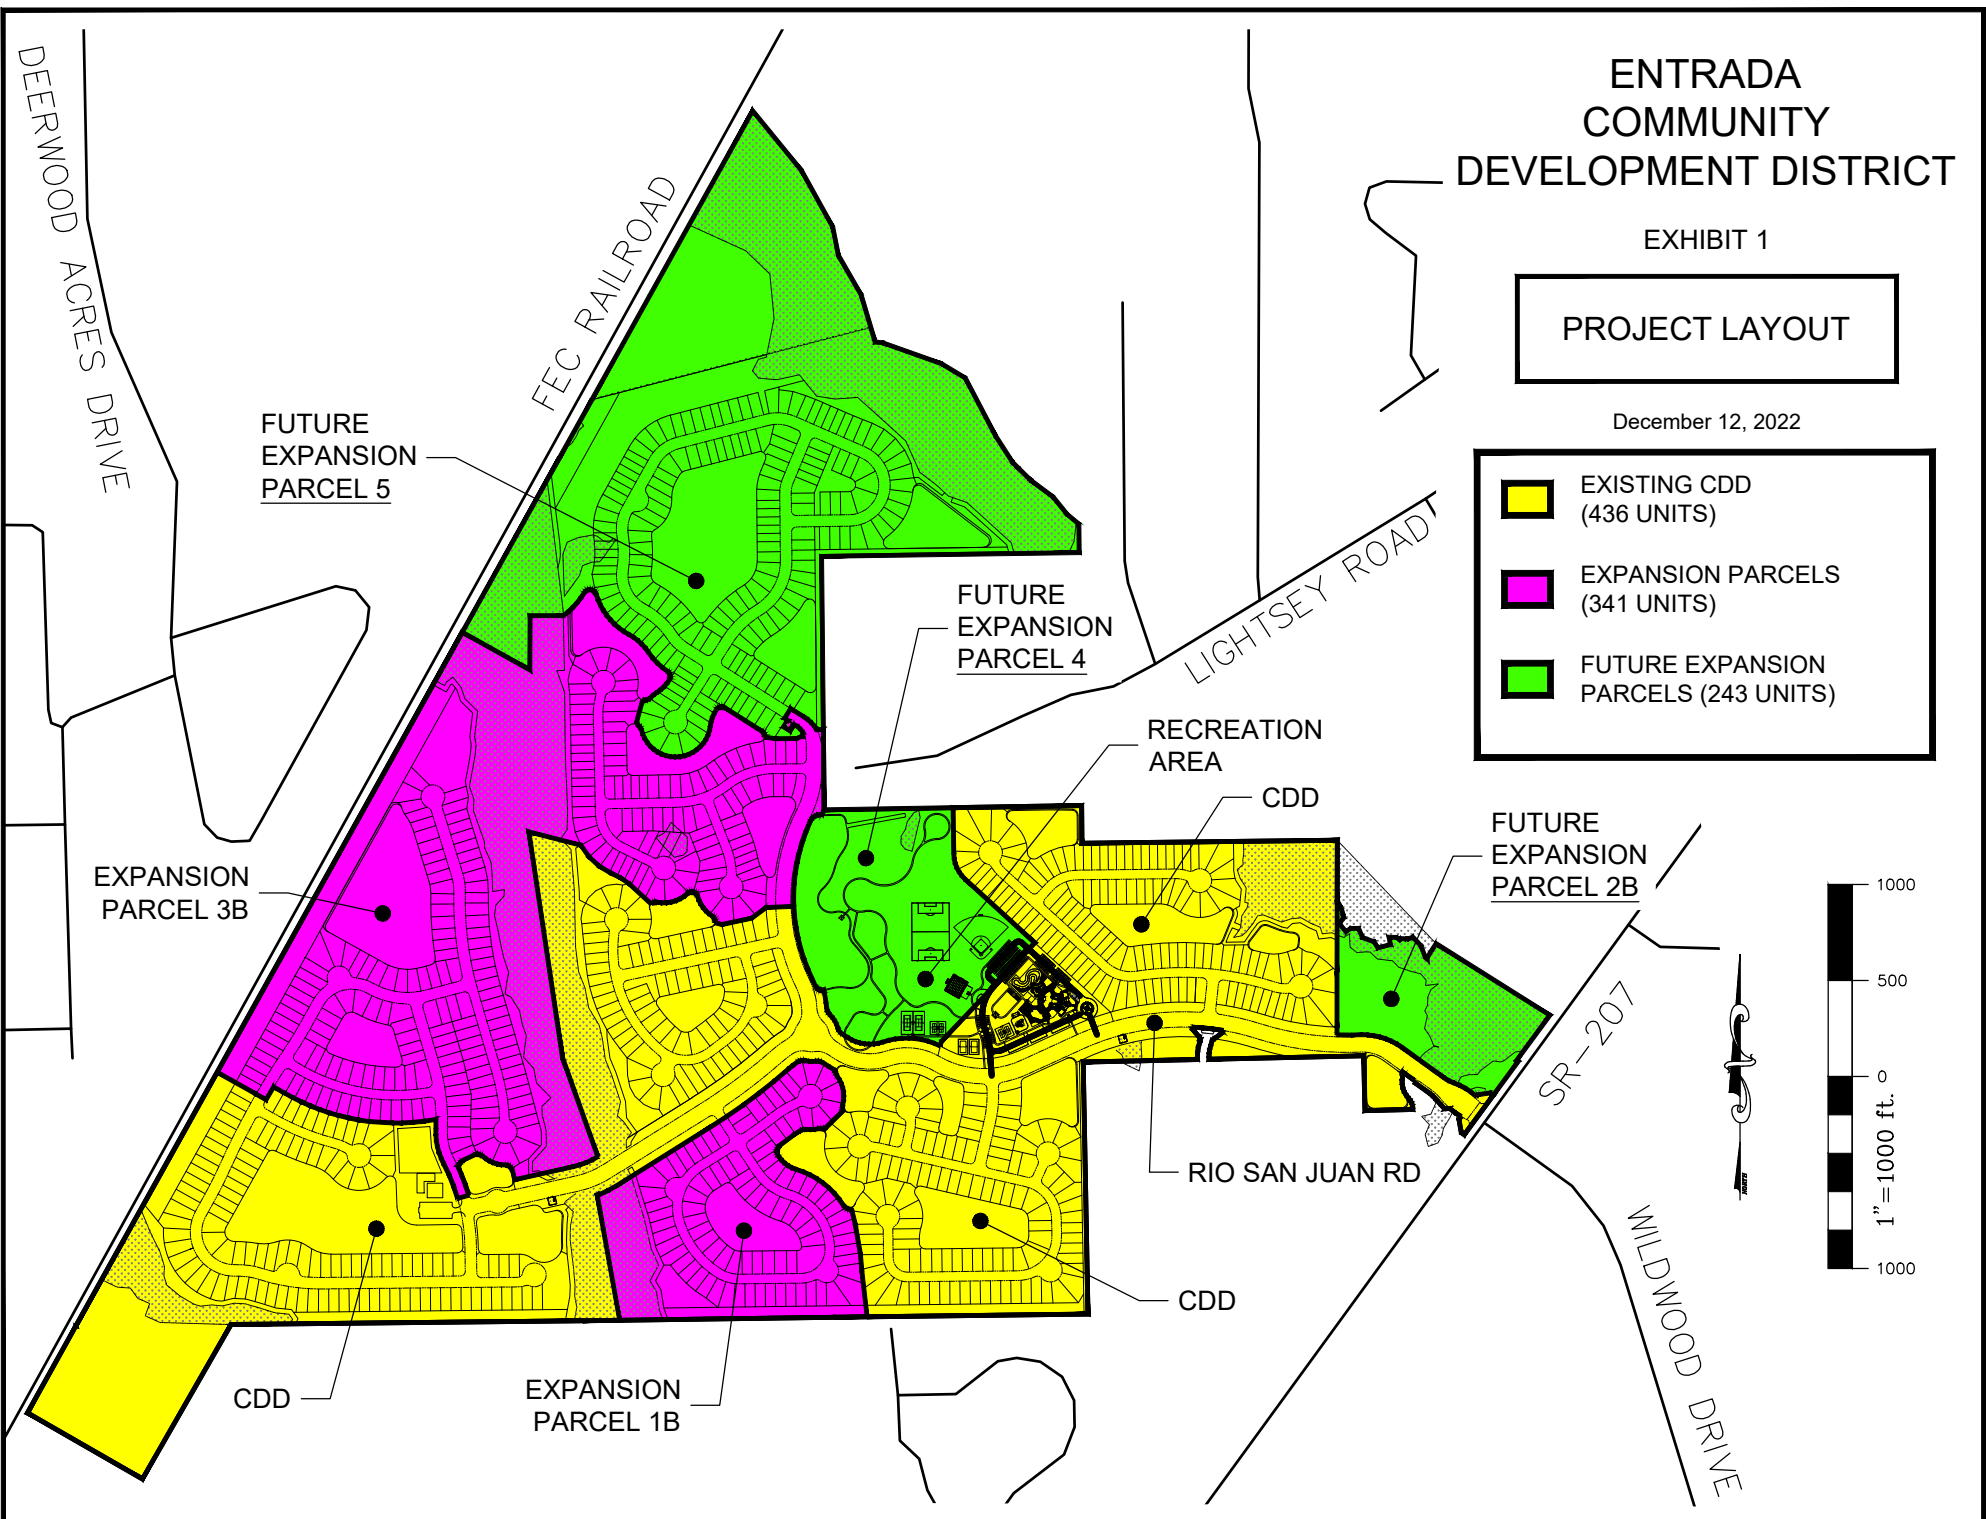 ENTRADA
COMMUNITY
DEVELOPMENT DISTRICT
EXHIBIT 1
PROJECT LAYOUT
December 12, 2022
EXISTING CDD
(436 UNITS)
EXPANSION PARCELS
(341 UNITS)
FUTURE EXPANSION
PARCELS (243 UNITS)
DEERWOOD ACRES DRIVE
FEC RAILROAD
FUTURE
EXPANSION
PARCEL 5
FUTURE
EXPANSION
PARCEL 4
LIGHTSEY ROAD
RECREATION
AREA
CDD
FUTURE
EXPANSION
PARCEL 2B
EXPANSION
PARCEL 3B
SR-207
RIO SAN JUAN RD
CDD
WILDWOOD DRIVE
CDD
EXPANSION
PARCEL 1B
1000
500
0
1000
1"=1000 ft.
NORTH